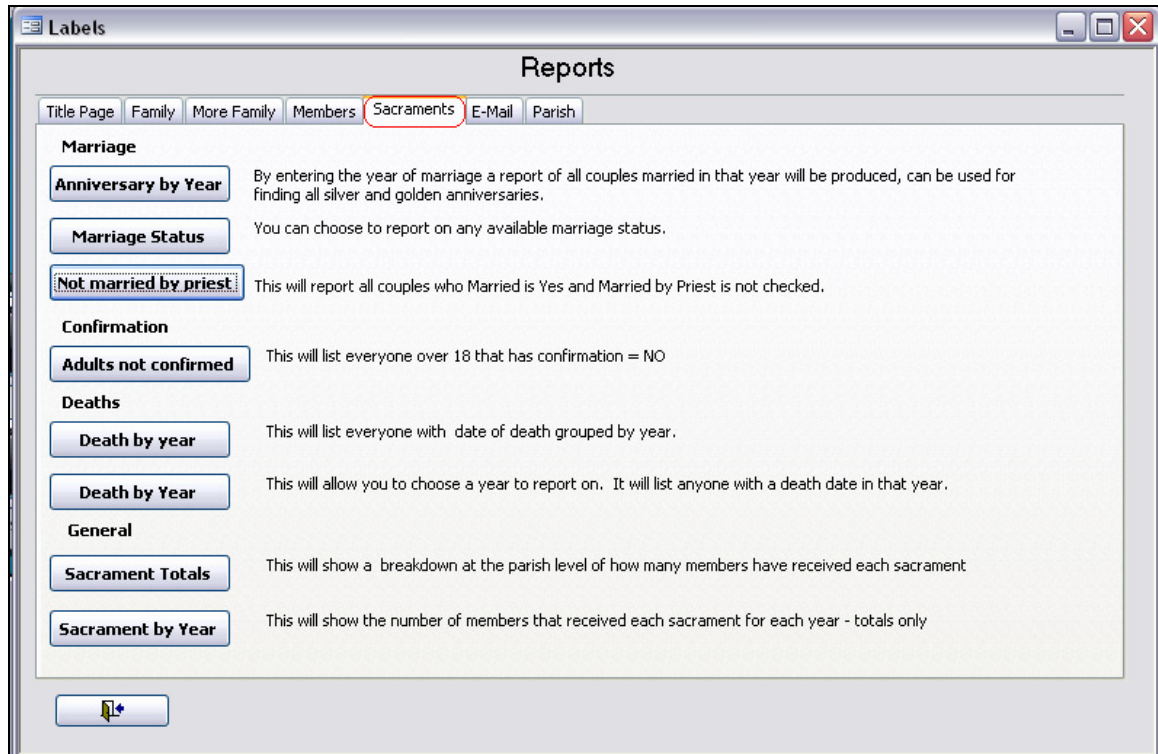 Labels
Reports
Title Page Family More Family Members Sacraments E-Mail Parish
Marriage
Anniversary by Year
By entering the year of marriage a report of all couples married in that year will be produced, can be used for
finding all silver and golden anniversaries.
Marriage Status
You can choose to report on any available marriage status.
Not married by priest
This will report all couples who Married is Yes and Married by Priest is not checked.
Confirmation
Adults not confirmed
This will list everyone over 18 that has confirmation = NO
Deaths
Death by year
This will list everyone with  date of death grouped by year.
Death by Year
This will allow you to choose a year to report on.  It will list anyone with a death date in that year.
General
Sacrament Totals
This will show a  breakdown at the parish level of how many members have received each sacrament
Sacrament by Year
This will show the number of members that received each sacrament for each year - totals only